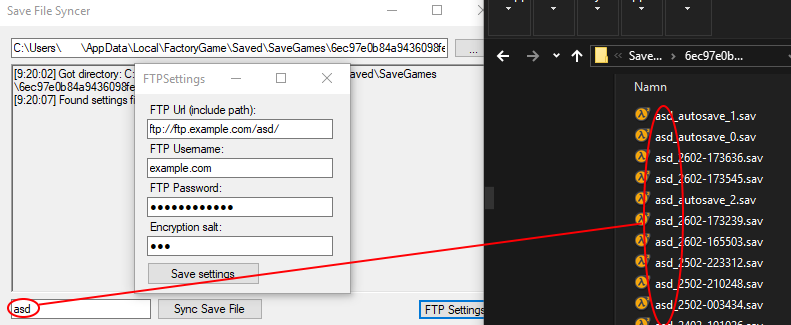 Save File Syncer
C:\Users\ \AppData\Local\FactoryGame\Saved\SaveGames\6ec97e0b84a9436098fe
...
[9:20:02] Got directory: C:
aved\SaveGames
\6ec97e0b84a9436098fe
[9:20:07] Found settings fi
FTPSettings
FTP Url (include path):
ftp://ftp.example.com/asd/
FTP Username:
example.com
FTP Password:
●●●●●●●●●●●●
Encryption salt:
●●●
Save settings
asd
Sync Save File
FTP Settings
Save...
6ec97e0b...
Namn
asd_autosave_1.sav
asd_autosave_0.sav
asd_2602-173636.sav
asd_2602-173545.sav
asd_autosave_2.sav
asd_2602-173239.sav
asd_2602-165503.sav
asd_2502-223312.sav
asd_2502-210248.sav
asd_2502-003434.sav